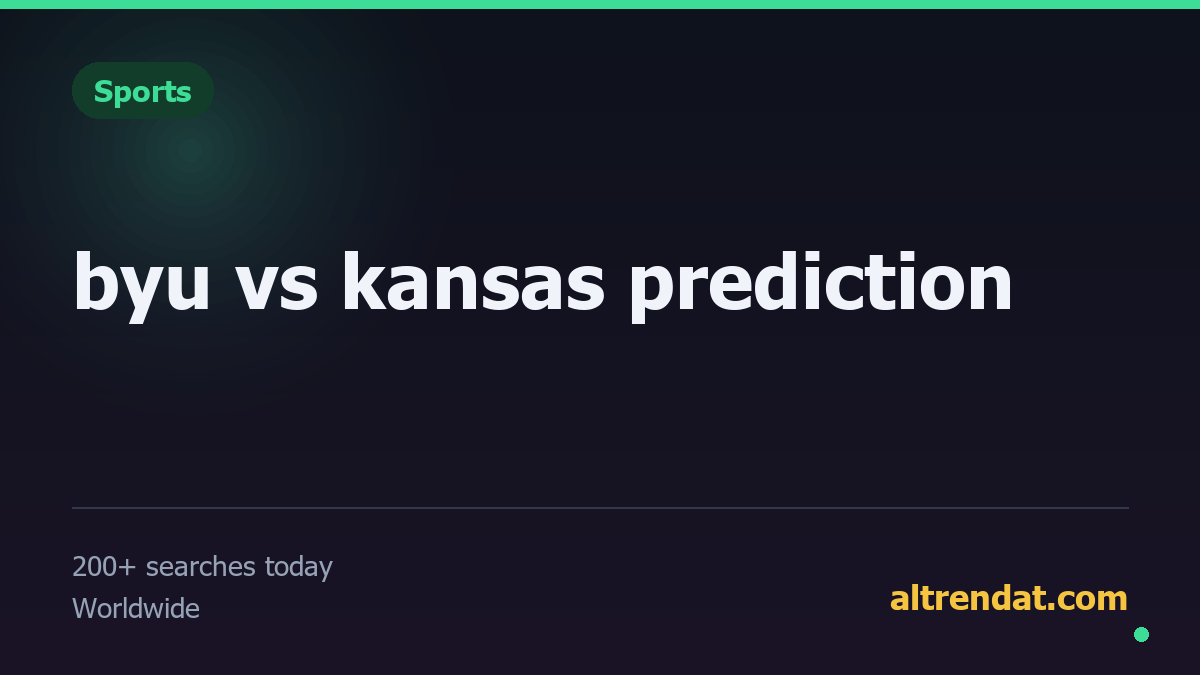 Sports
byu vs kansas prediction
200+ searches today
Worldwide
altrendat.com